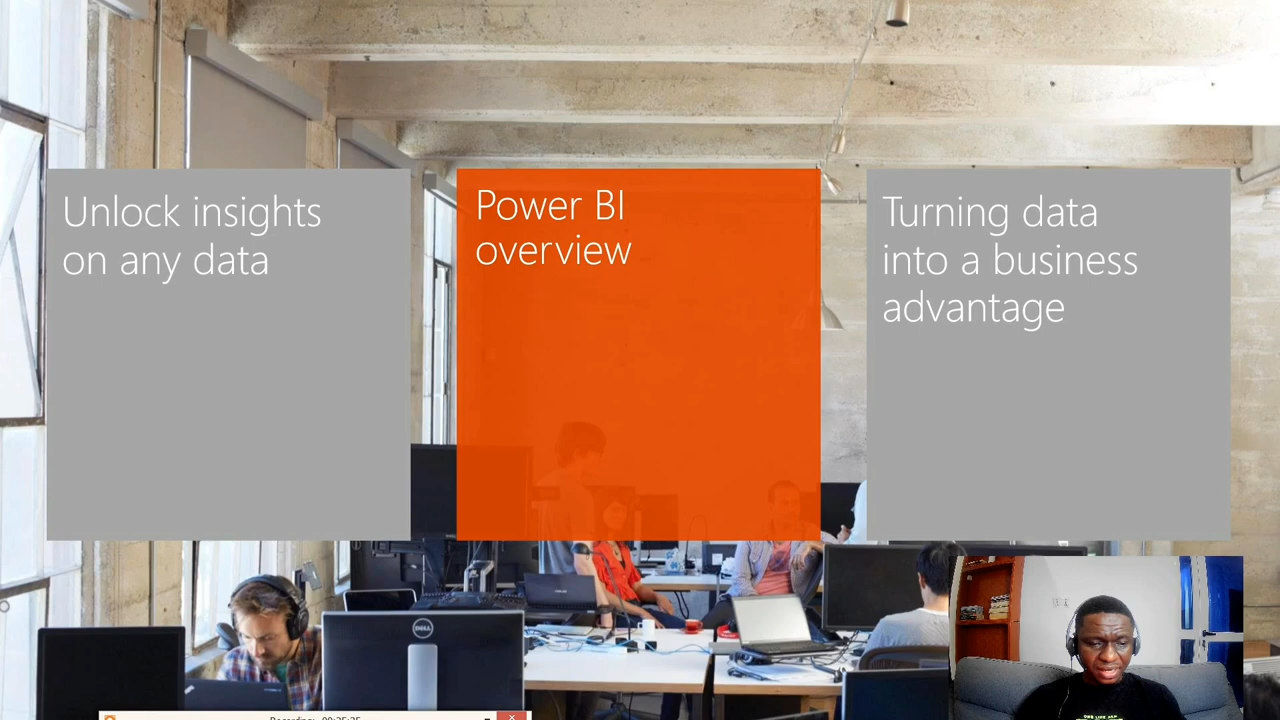 Unlock insights
on any data
Power BI
overview
Turning data
into a business
advantage
DELL